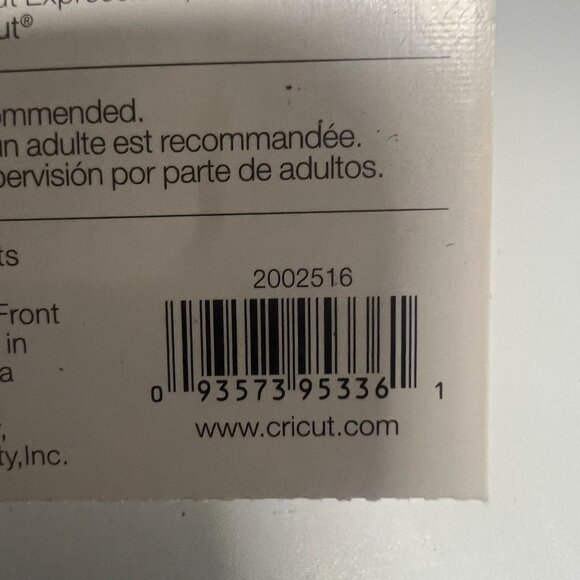 ut®
ommended.
un adulte est recommandée.
pervisión por parte de adultos.
ts
2002516
Front
in
a
0 93573 95336 1
www.cricut.com
ty,Inc.